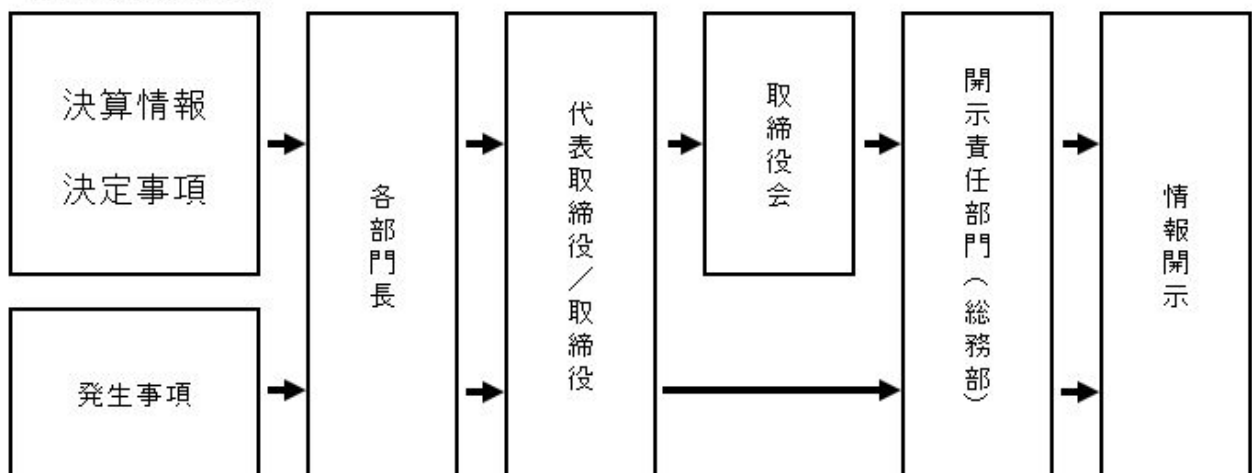 決算情報
決定事項
発生事項
各部門長
代表取締役／取締役
取締役会
開示責任部門（総務部）
情報開示